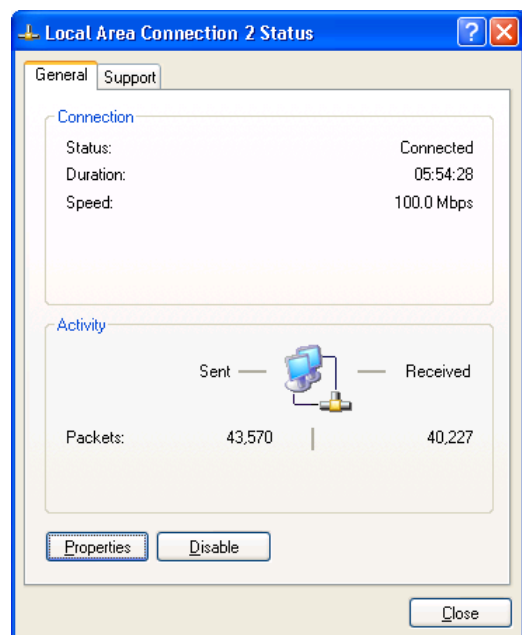 Local Area Connection 2 Status
General Support
Connection
Status: Connected
Duration: 05:54:28
Speed: 100.0 Mbps
Activity
Sent Received
Packets: 43,570 40,227
Properties Disable
Close